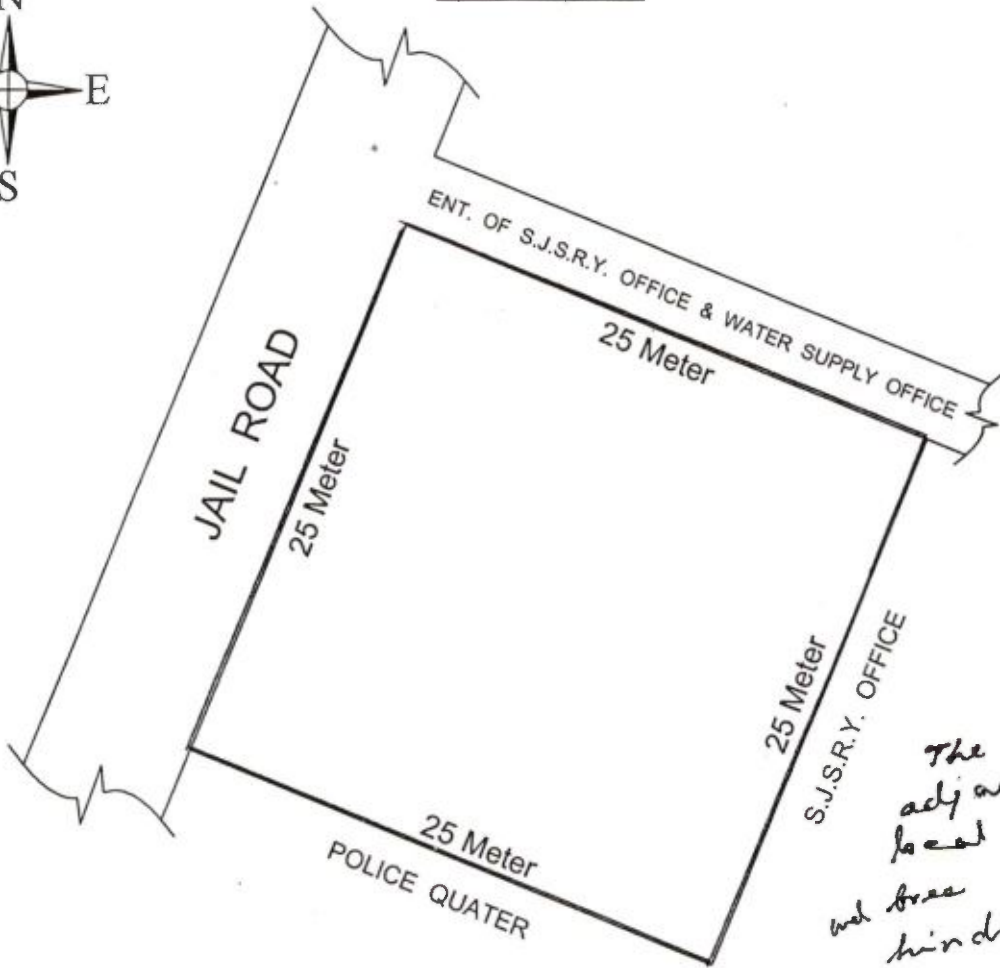 N
E
S
ENT. OF S.J.S.R.Y. OFFICE & WATER SUPPLY OFFICE
25 Meter
JAIL ROAD
25 Meter
25 Meter
S.J.S.R.Y. OFFICE
25 Meter
POLICE QUATER
The
local